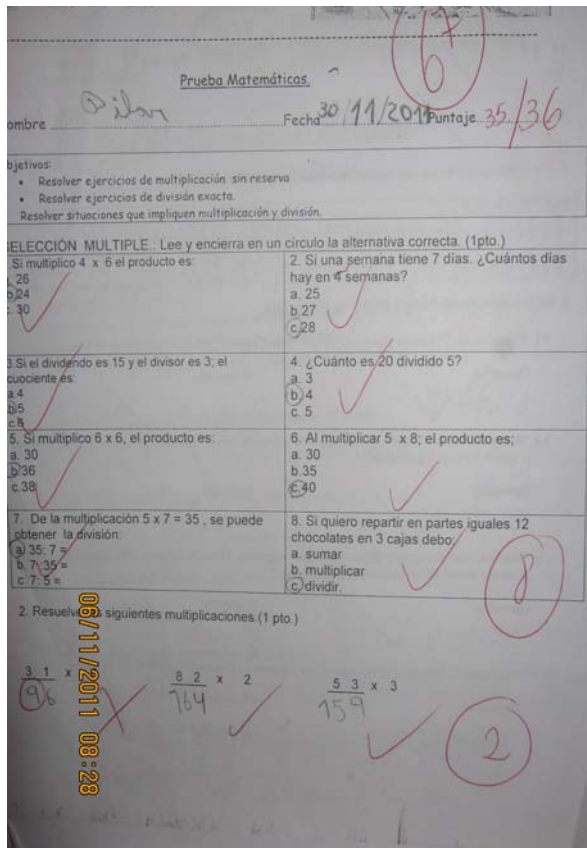 6,7
Prueba Matemáticas.
ombre Pilar Fecha 30/11/2011 Puntaje 35/36
bjetivos:
• Resolver ejercicios de multiplicación sin reserva
• Resolver ejercicios de división exacta.
Resolver situaciones que impliquen multiplicación y división.
ELECCIÓN MULTIPLE: Lee y encierra en un círculo la alternativa correcta. (1pto.)
.Si multiplico 4 x 6 el producto es:
. 26
b.24
. 30
2. Si una semana tiene 7 días. ¿Cuántos días
hay en 4 semanas?
a. 25
b.27
c.28
3.Si el dividendo es 15 y el divisor es 3; el
cuociente es:
a.4
b.5
c.6
4. ¿Cuánto es 20 dividido 5?
a. 3
b. 4
c. 5
5. Si multiplico 6 x 6, el producto es:
a. 30
b.36
c.38
6. Al multiplicar 5 x 8; el producto es;
a. 30
b.35
c.40
7. De la multiplicación 5 x 7 = 35 , se puede
obtener la división:
a) 35: 7 =
b. 7: 35 =
c. 7: 5 =
8. Si quiero repartir en partes iguales 12
chocolates en 3 cajas debo:
a. sumar
b. multiplicar
c. dividir.
8
2. Resuelve siguientes multiplicaciones.(1 pto.)
3 1 x
96
8 2 x 2
164
5 3 x 3
159
2
06/11/2011 08:28